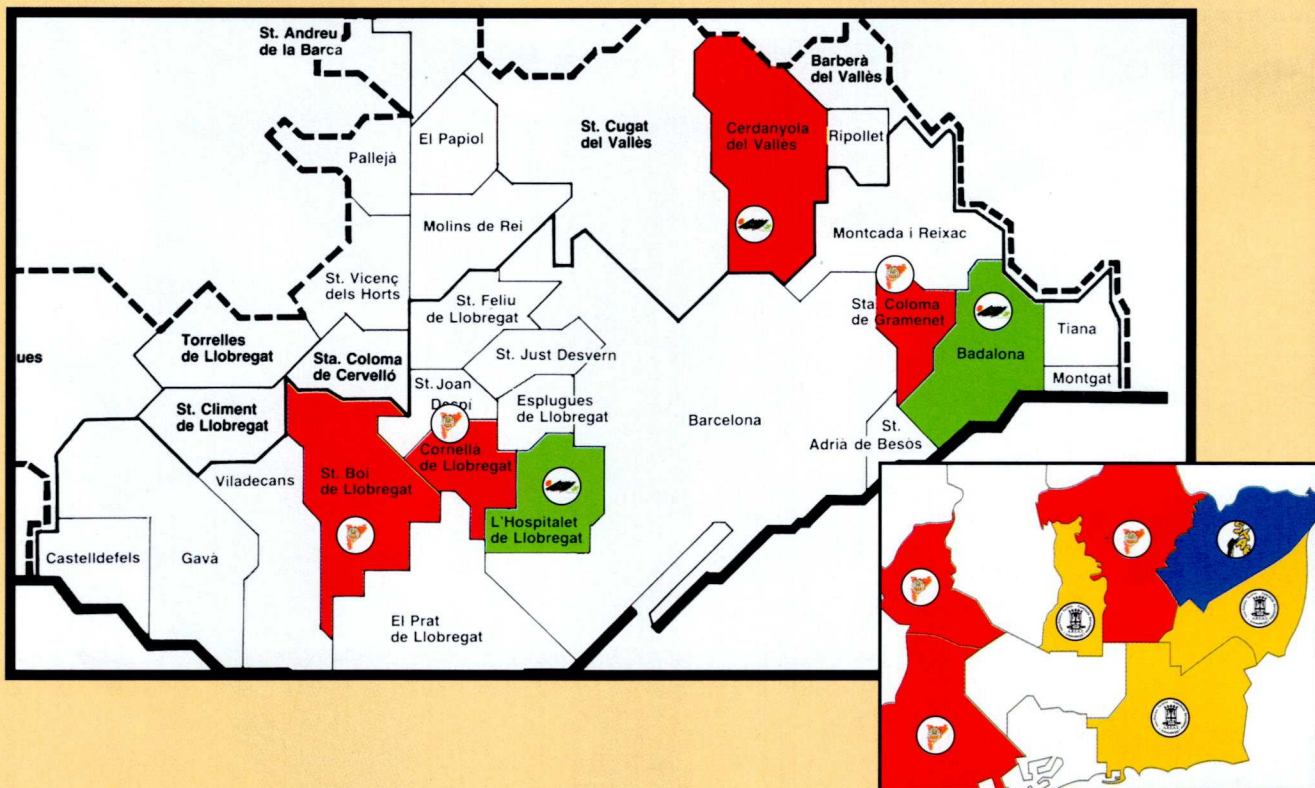 St. Andreu
de la Barca
Barberà
del Vallès
St. Cugat
del Vallès
Cerdanyola
del Vallès
Ripollet
El Papiol
Pallejà
Molins de Rei
Montcada i Reixac
St. Vicenç
dels Horts
St. Feliu
de Llobregat
Sta. Coloma
de Gramenet
Tiana
Torrelles
de Llobregat
Sta. Coloma
de Cervelló
St. Just Desvern
Badalona
Montgat
ues
St. Joan
Despí
Esplugues
de Llobregat
St. Climent
de Llobregat
Barcelona
St.
Adrià de Besòs
Cornellà
de Llobregat
Viladecans
St. Boi
de Llobregat
L'Hospitalet
de Llobregat
Castelldefels
Gavà
El Prat
de Llobregat